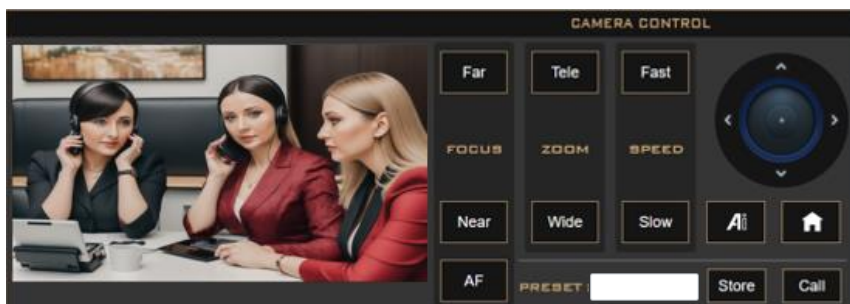 CAMERA CONTROL
Far Tele Fast
FOCUS ZOOM SPEED
Near Wide Slow
AF PRESET : Store Call